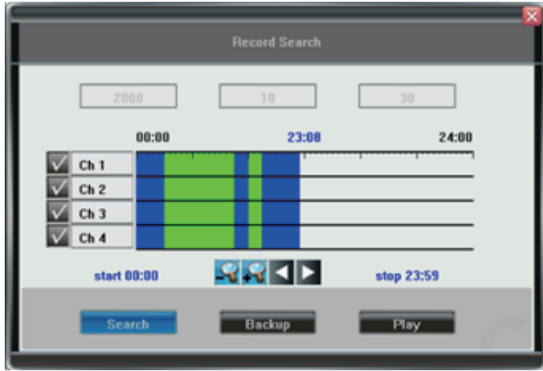 Record Search
2008 10 30
00:00 23:08 24:00
Ch 1
Ch 2
Ch 3
Ch 4
start 00:00 stop 23:59
Search Backup Play